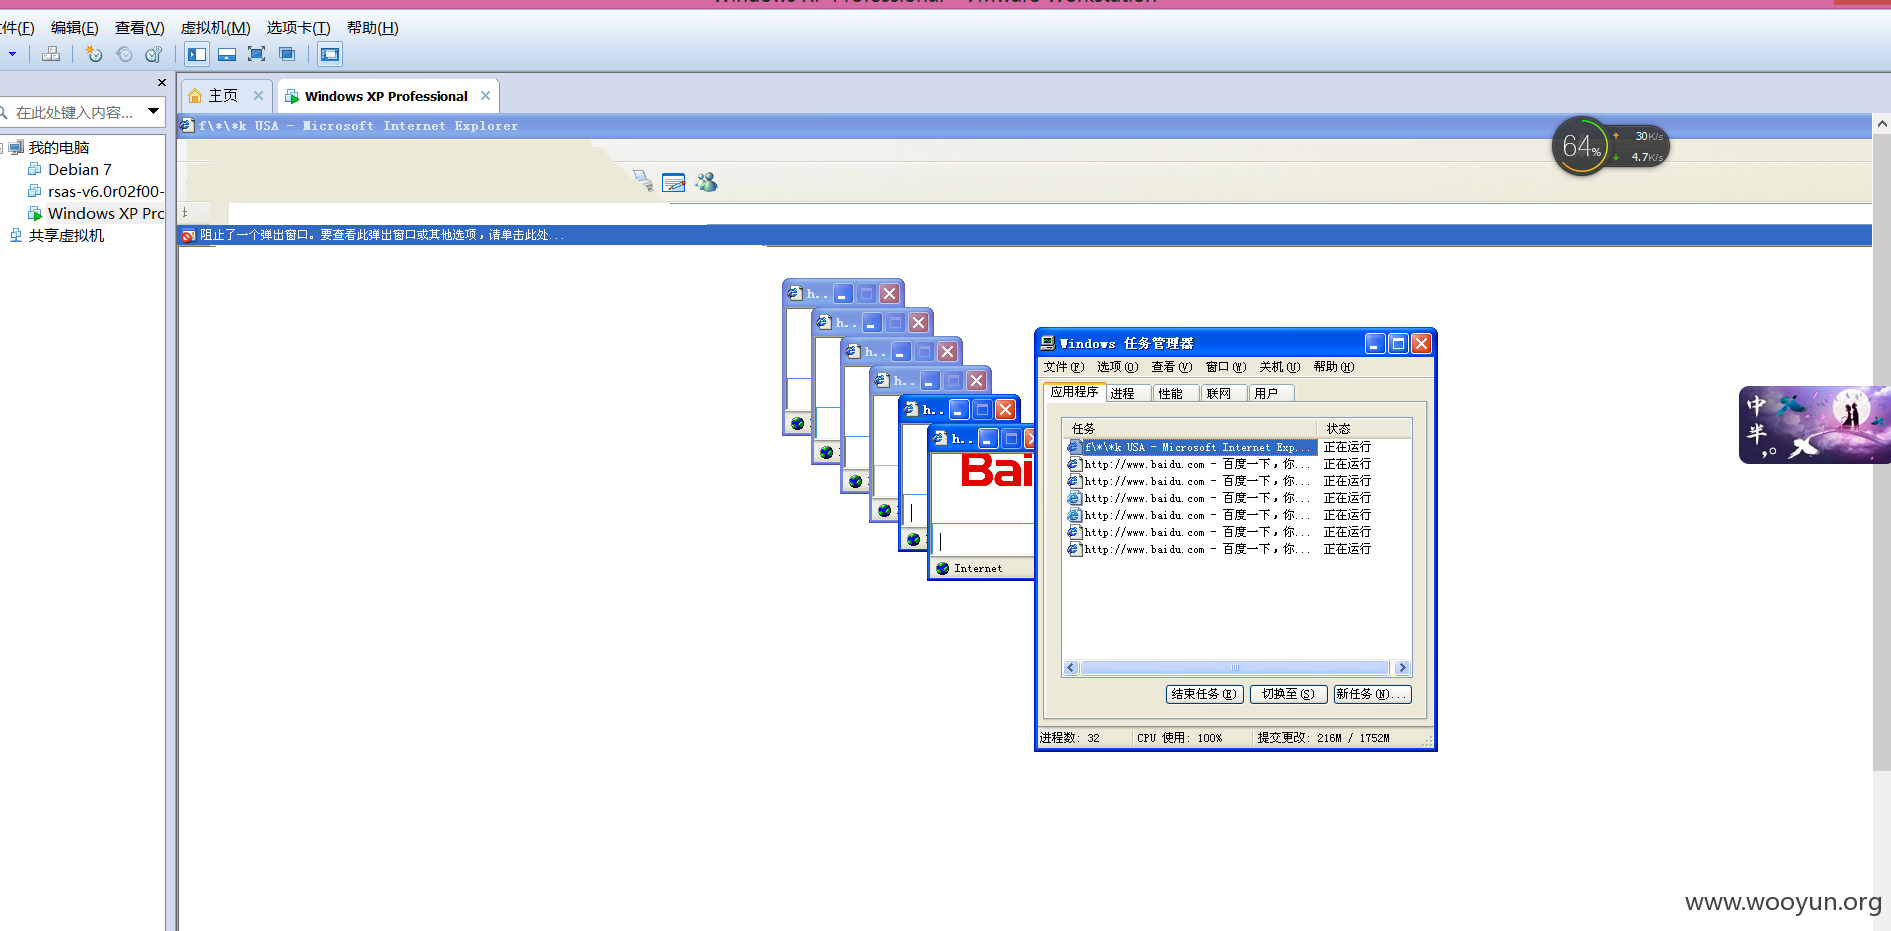 Windows XP Professional - VMware Workstation
件(F) 编辑(E) 查看(V) 虚拟机(M) 选项卡(T) 帮助(H)
在此处键入内容...
我的电脑
Debian 7
rsas-v6.0r02f00-
Windows XP Prc
共享虚拟机
主页
Windows XP Professional
f\*\*k USA - Microsoft Internet Explorer
64%
30K/s
4.7K/s
阻止了一个弹出窗口。要查看此弹出窗口或其他选项，请单击此处...
h..
h..
h..
h..
h..
h..
Bai
Internet
Windows 任务管理器
文件(F) 选项(O) 查看(V) 窗口(W) 关机(U) 帮助(H)
应用程序 进程 性能 联网 用户
任务 状态
f\*\*k USA - Microsoft Internet Exp... 正在运行
http://www.baidu.com - 百度一下，你... 正在运行
http://www.baidu.com - 百度一下，你... 正在运行
http://www.baidu.com - 百度一下，你... 正在运行
http://www.baidu.com - 百度一下，你... 正在运行
http://www.baidu.com - 百度一下，你... 正在运行
http://www.baidu.com - 百度一下，你... 正在运行
结束任务(E) 切换至(S) 新任务(N)...
进程数: 32 CPU 使用: 100% 提交更改: 216M / 1752M
中
半
，。
www.wooyun.org